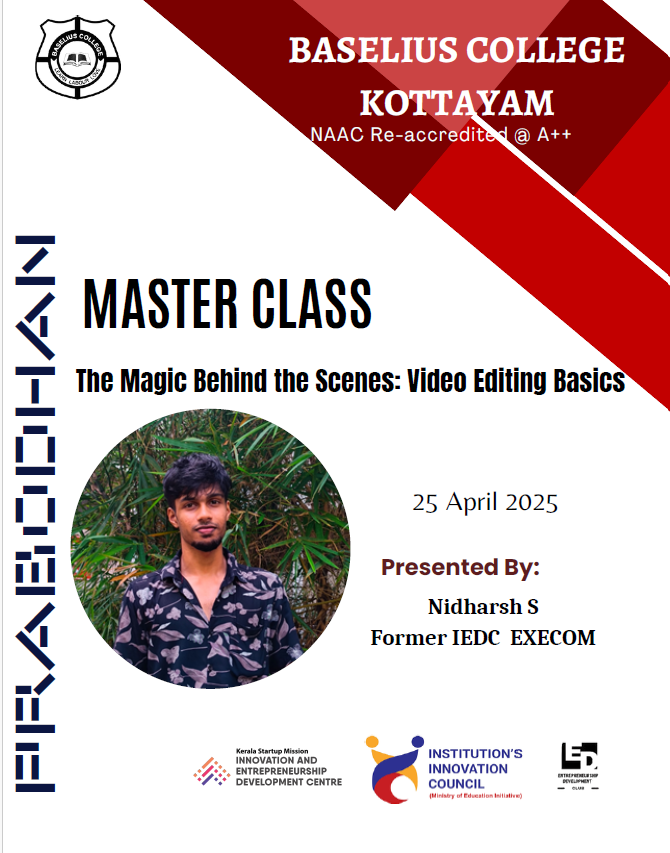 BASELIUS COLLEGE
BASELIUS COLLEGE
KOTTAYAM
NAAC Re-accredited @ A++
PRABODHAN
MASTER CLASS
The Magic Behind the Scenes: Video Editing Basics
25 April 2025
Presented By:
Nidharsh S
Former IEDC EXECOM
Kerala Startup Mission
INNOVATION AND
ENTREPRENEURSHIP
DEVELOPMENT CENTRE
INSTITUTION'S
INNOVATION
COUNCIL
(Ministry of Education Initiative)
ED
ENTREPRENEURSHIP
DEVELOPMENT
CLUB